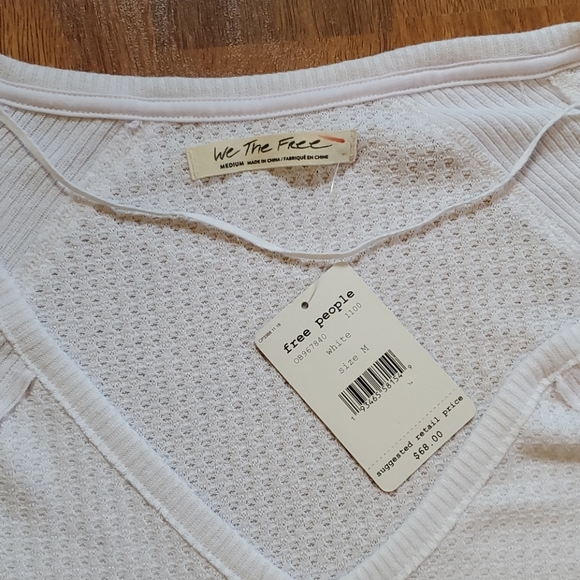 We The Free
MEDIUM MADE IN CHINA / FABRIQUÉ EN CHINE
free people
OB967840 1100
white
size M
suggested retail price
$68.00